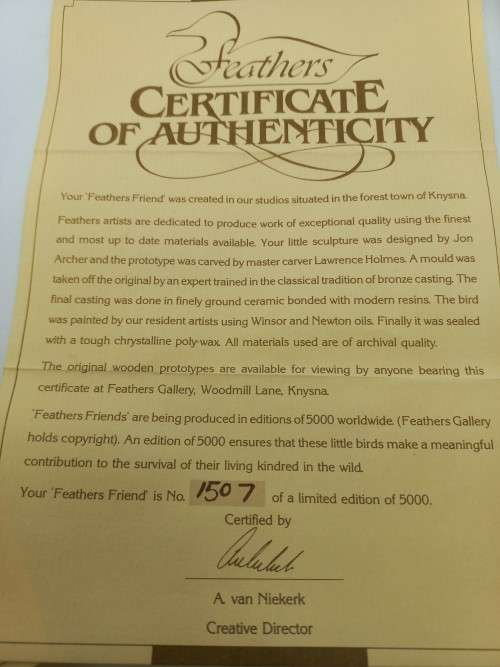 Feathers
CERTIFICATE
OF AUTHENTICITY
Your 'Feathers Friend' was created in our studios situated in the forest town of Knysna.
Feathers artists are dedicated to produce work of exceptional quality using the finest
and most up to date materials available. Your little sculpture was designed by Jon
Archer and the prototype was carved by master carver Lawrence Holmes. A mould was
taken off the original by an expert trained in the classical tradition of bronze casting. The
final casting was done in finely ground ceramic bonded with modern resins. The bird
was painted by our resident artists using Winsor and Newton oils. Finally it was sealed
with a tough chrystalline poly-wax. All materials used are of archival quality.
The original wooden prototypes are available for viewing by anyone bearing this
certificate at Feathers Gallery, Woodmill Lane, Knysna.
'Feathers Friends' are being produced in editions of 5000 worldwide. (Feathers Gallery
holds copyright). An edition of 5000 ensures that these little birds make a meaningful
contribution to the survival of their living kindred in the wild.
Your 'Feathers Friend' is No. 1507 of a limited edition of 5000.
Certified by
A. van Niekerk
Creative Director